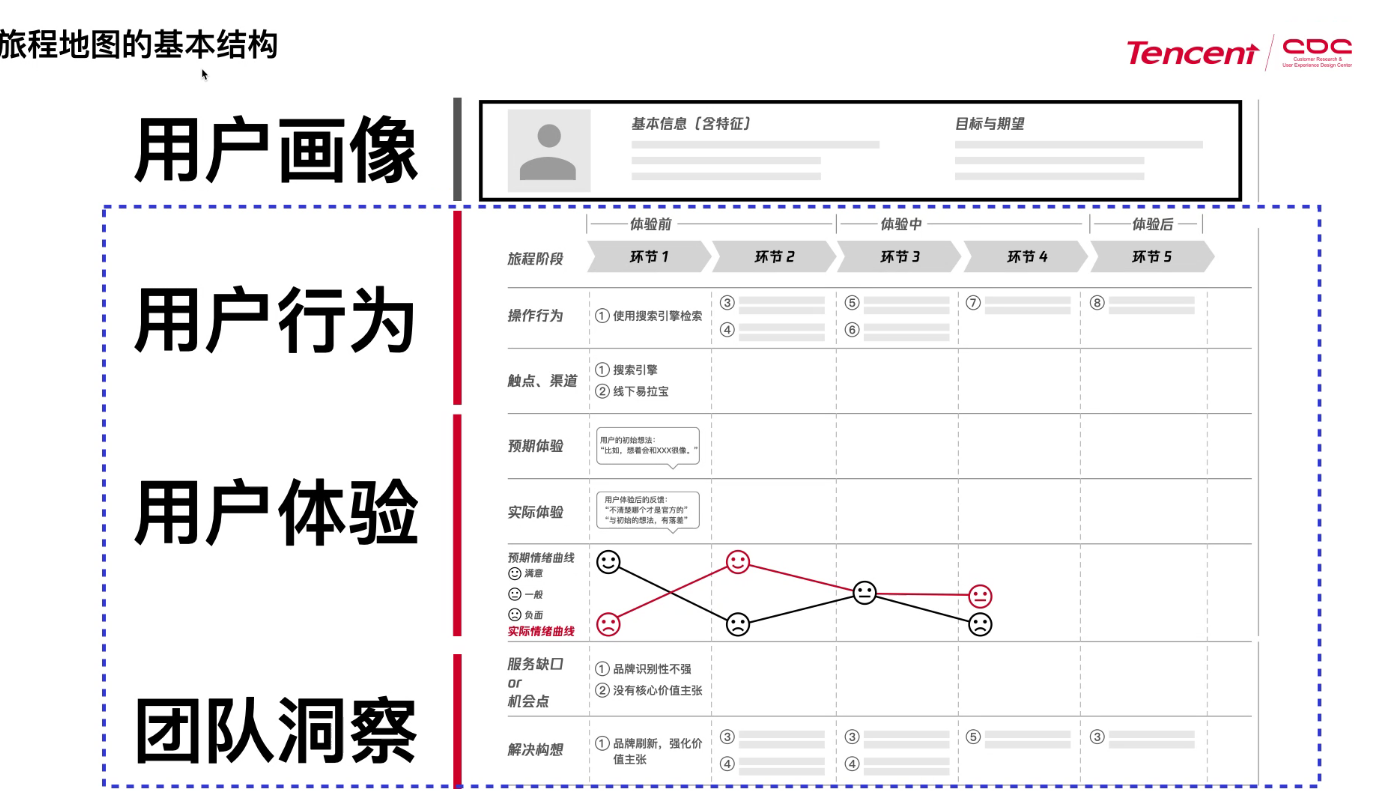 旅程地图的基本结构
Tencent
CDC
Customer Research &
User Experience Design Center
用户画像
基本信息（含特征）
目标与期望
用户行为
体验前
体验中
体验后
旅程阶段
环节 1
环节 2
环节 3
环节 4
环节 5
操作行为
① 使用搜索引擎检索
③
④
⑤
⑥
⑦
⑧
触点、渠道
① 搜索引擎
② 线下易拉宝
用户体验
预期体验
用户的初始想法：
“比如，想着会和XXX很像。”
实际体验
用户体验后的反馈：
“不清楚哪个才是官方的”
“与初始的想法，有落差”
预期情绪曲线
满意
一般
负面
实际情绪曲线
团队洞察
服务缺口
or
机会点
① 品牌识别性不强
② 没有核心价值主张
解决构想
① 品牌刷新，强化价
值主张
③
④
③
④
⑤
③